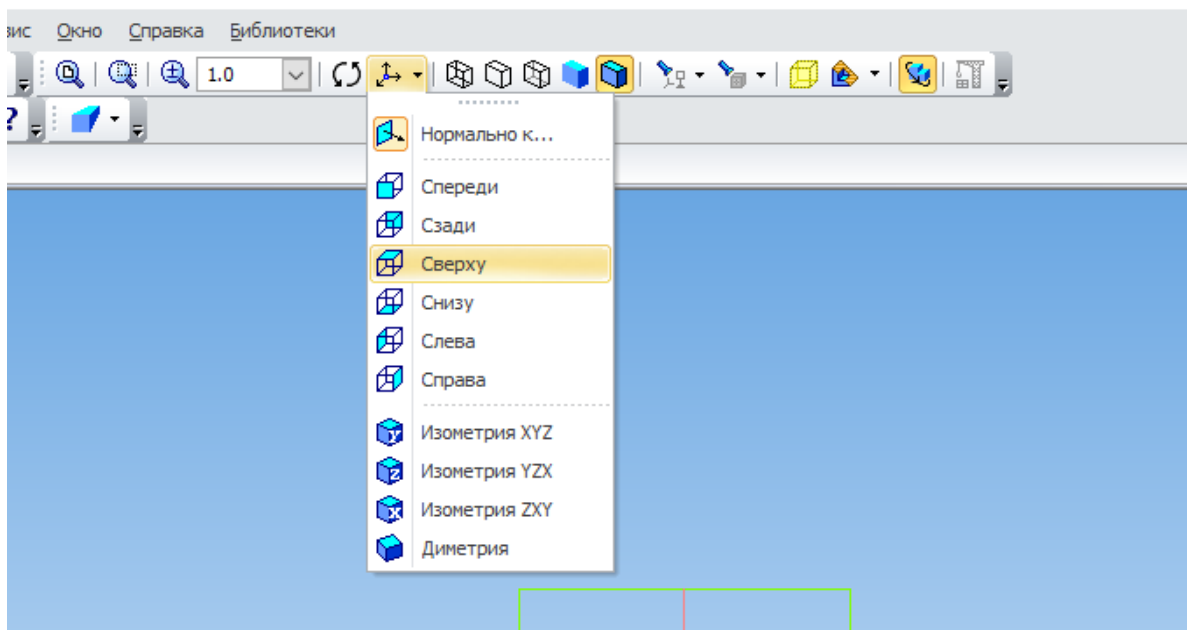 Окно Справка Библиотеки
1.0
?
Нормально к...
Спереди
Сзади
Сверху
Снизу
Слева
Справа
Изометрия XYZ
Изометрия YZX
Изометрия ZXY
Диметрия